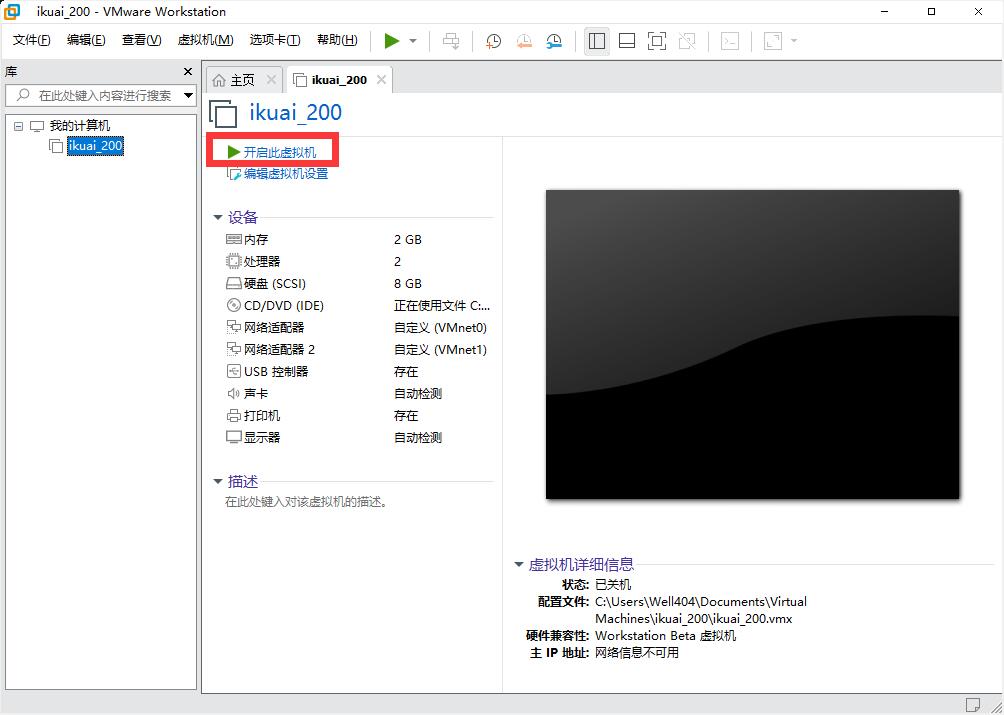 ikuai_200 - VMware Workstation
文件(F) 编辑(E) 查看(V) 虚拟机(M) 选项卡(T) 帮助(H)
库
在此处键入内容进行搜索
我的计算机
ikuai_200
主页
ikuai_200
ikuai_200
开启此虚拟机
编辑虚拟机设置
设备
内存 2 GB
处理器 2
硬盘 (SCSI) 8 GB
CD/DVD (IDE) 正在使用文件 C:...
网络适配器 自定义 (VMnet0)
网络适配器 2 自定义 (VMnet1)
USB 控制器 存在
声卡 自动检测
打印机 存在
显示器 自动检测
描述
在此处键入对该虚拟机的描述。
虚拟机详细信息
状态: 已关机
配置文件: C:\Users\Well404\Documents\Virtual
Machines\ikuai_200\ikuai_200.vmx
硬件兼容性: Workstation Beta 虚拟机
主 IP 地址: 网络信息不可用